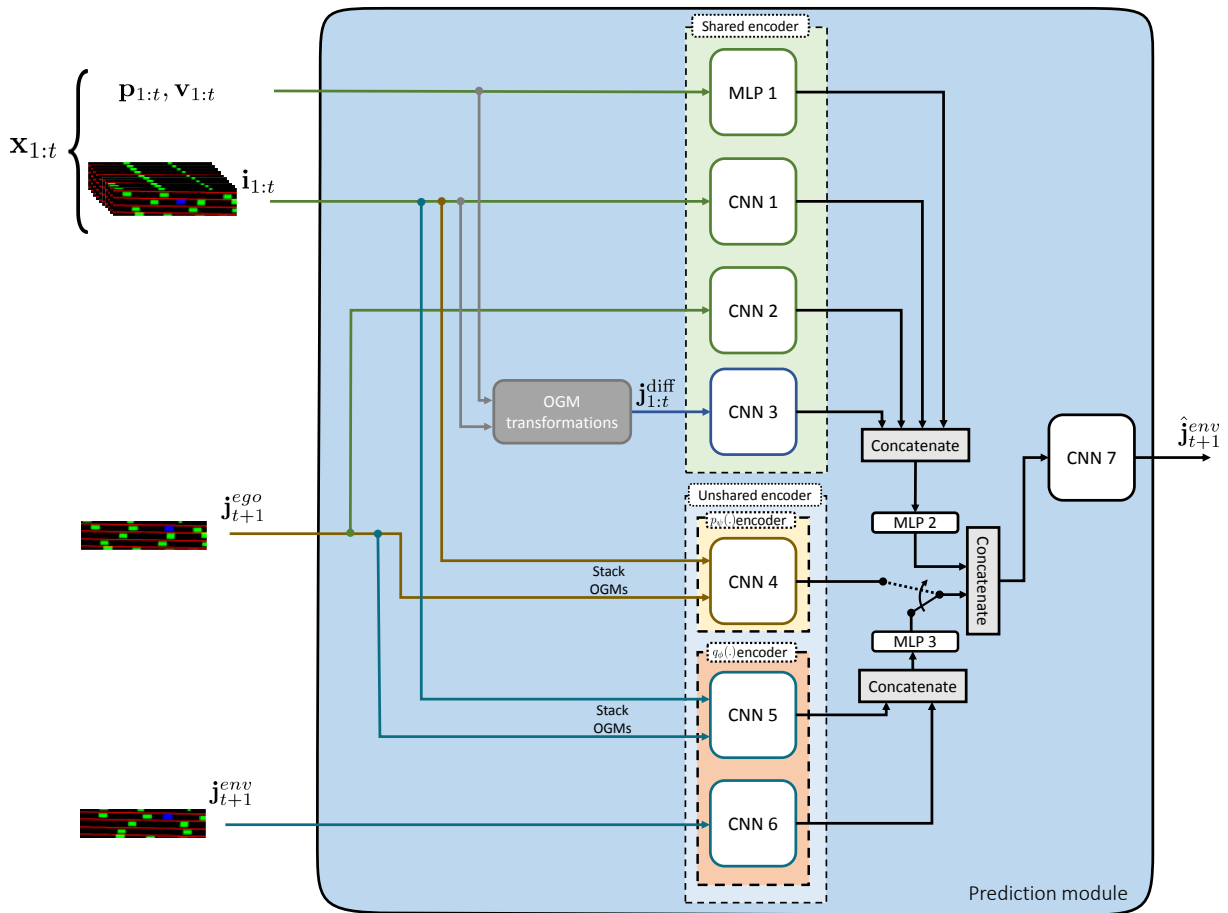 Shared encoder
p₁:t, v₁:t
MLP 1
x₁:t
i₁:t
CNN 1
CNN 2
OGM
transformations
j^diff_1:t
CNN 3
Concatenate
CNN 7
ĵ^env_t+1
Unshared encoder
j^ego_t+1
pψ(.) encoder
MLP 2
Stack
OGMs
CNN 4
Concatenate
MLP 3
qϕ(.) encoder
Concatenate
Stack
OGMs
CNN 5
j^env_t+1
CNN 6
Prediction module